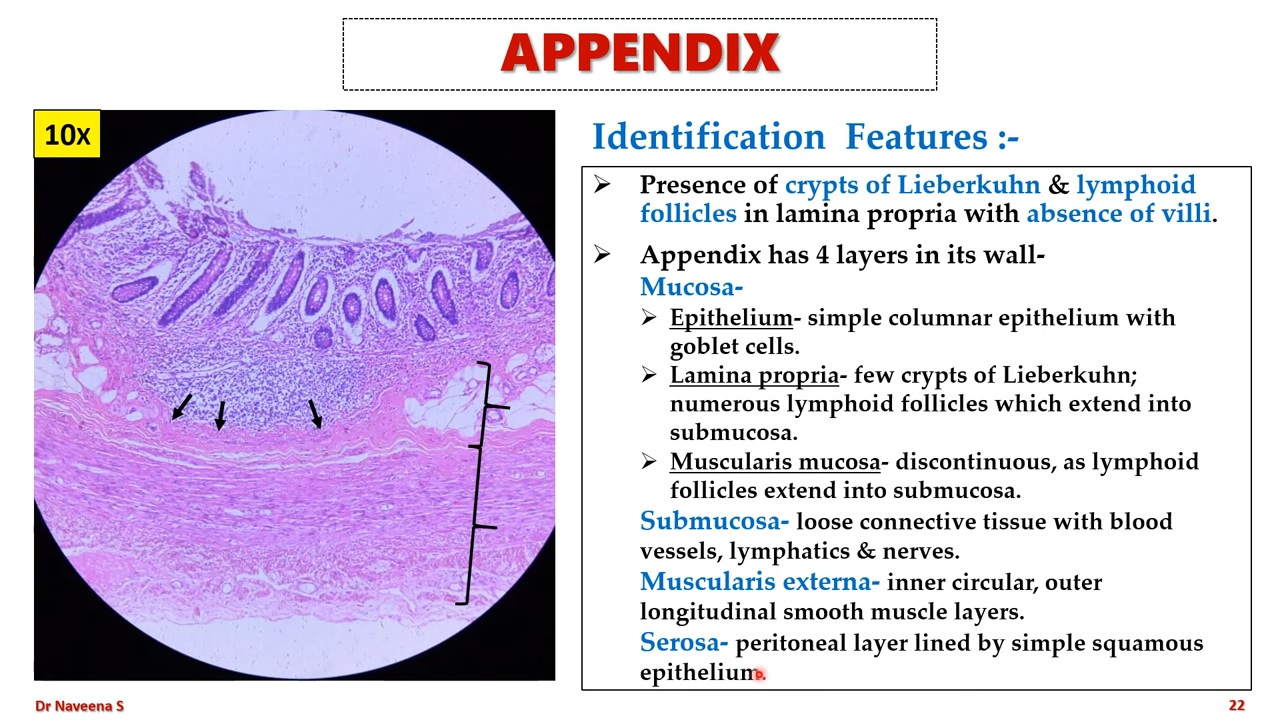 APPENDIX
10X
Identification Features :-
➢ Presence of crypts of Lieberkuhn & lymphoid
follicles in lamina propria with absence of villi.
➢ Appendix has 4 layers in its wall-
Mucosa-
➢ Epithelium- simple columnar epithelium with
goblet cells.
➢ Lamina propria- few crypts of Lieberkuhn;
numerous lymphoid follicles which extend into
submucosa.
➢ Muscularis mucosa- discontinuous, as lymphoid
follicles extend into submucosa.
Submucosa- loose connective tissue with blood
vessels, lymphatics & nerves.
Muscularis externa- inner circular, outer
longitudinal smooth muscle layers.
Serosa- peritoneal layer lined by simple squamous
epithelium.
Dr Naveena S
22